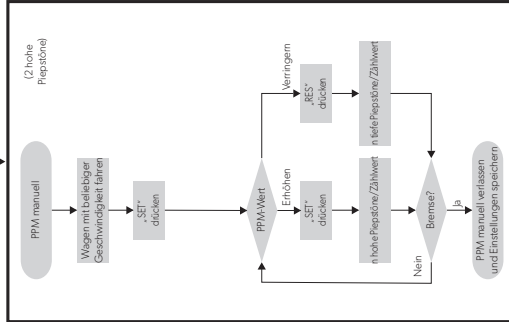 (2 hohe
Piepstöne)
PPM manuell
Wagen mit beliebiger
Geschwindigkeit fahren
„SET“
drücken
PPM-Wert
Erhöhen
Verringern
„SET“
drücken
„RES“
drücken
n hohe Piepstöne/Zählwert
n tiefe Piepstöne/Zählwert
Bremse?
Nein
Ja
PPM manuell verlassen
und Einstellungen speichern